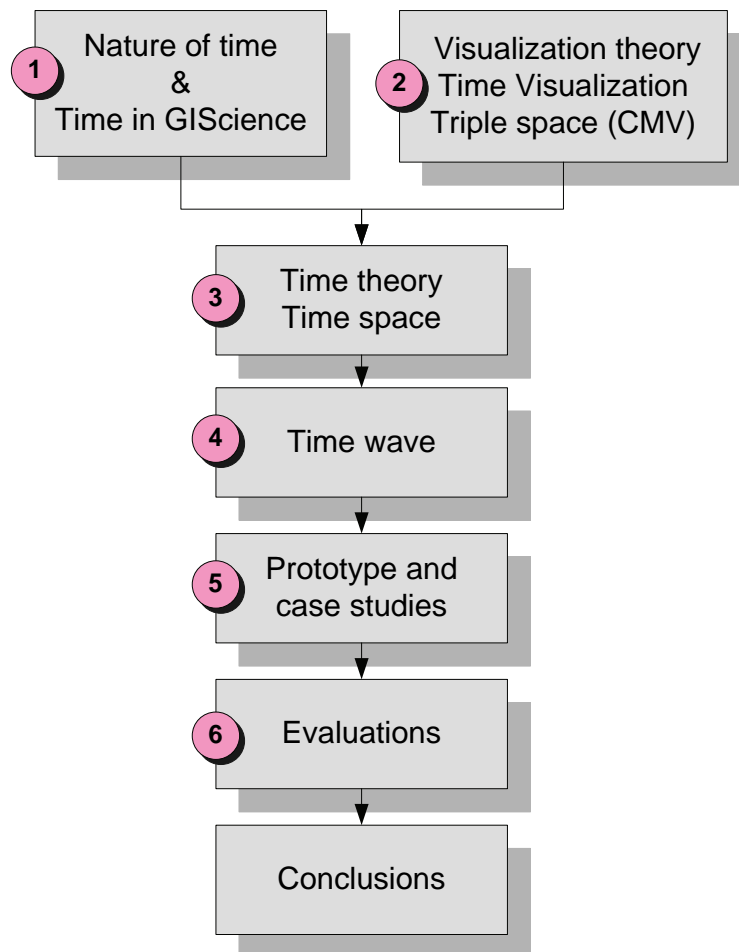 1
Nature of time
&
Time in GIScience
2
Visualization theory
Time Visualization
Triple space (CMV)
3
Time theory
Time space
4
Time wave
5
Prototype and
case studies
6
Evaluations
Conclusions